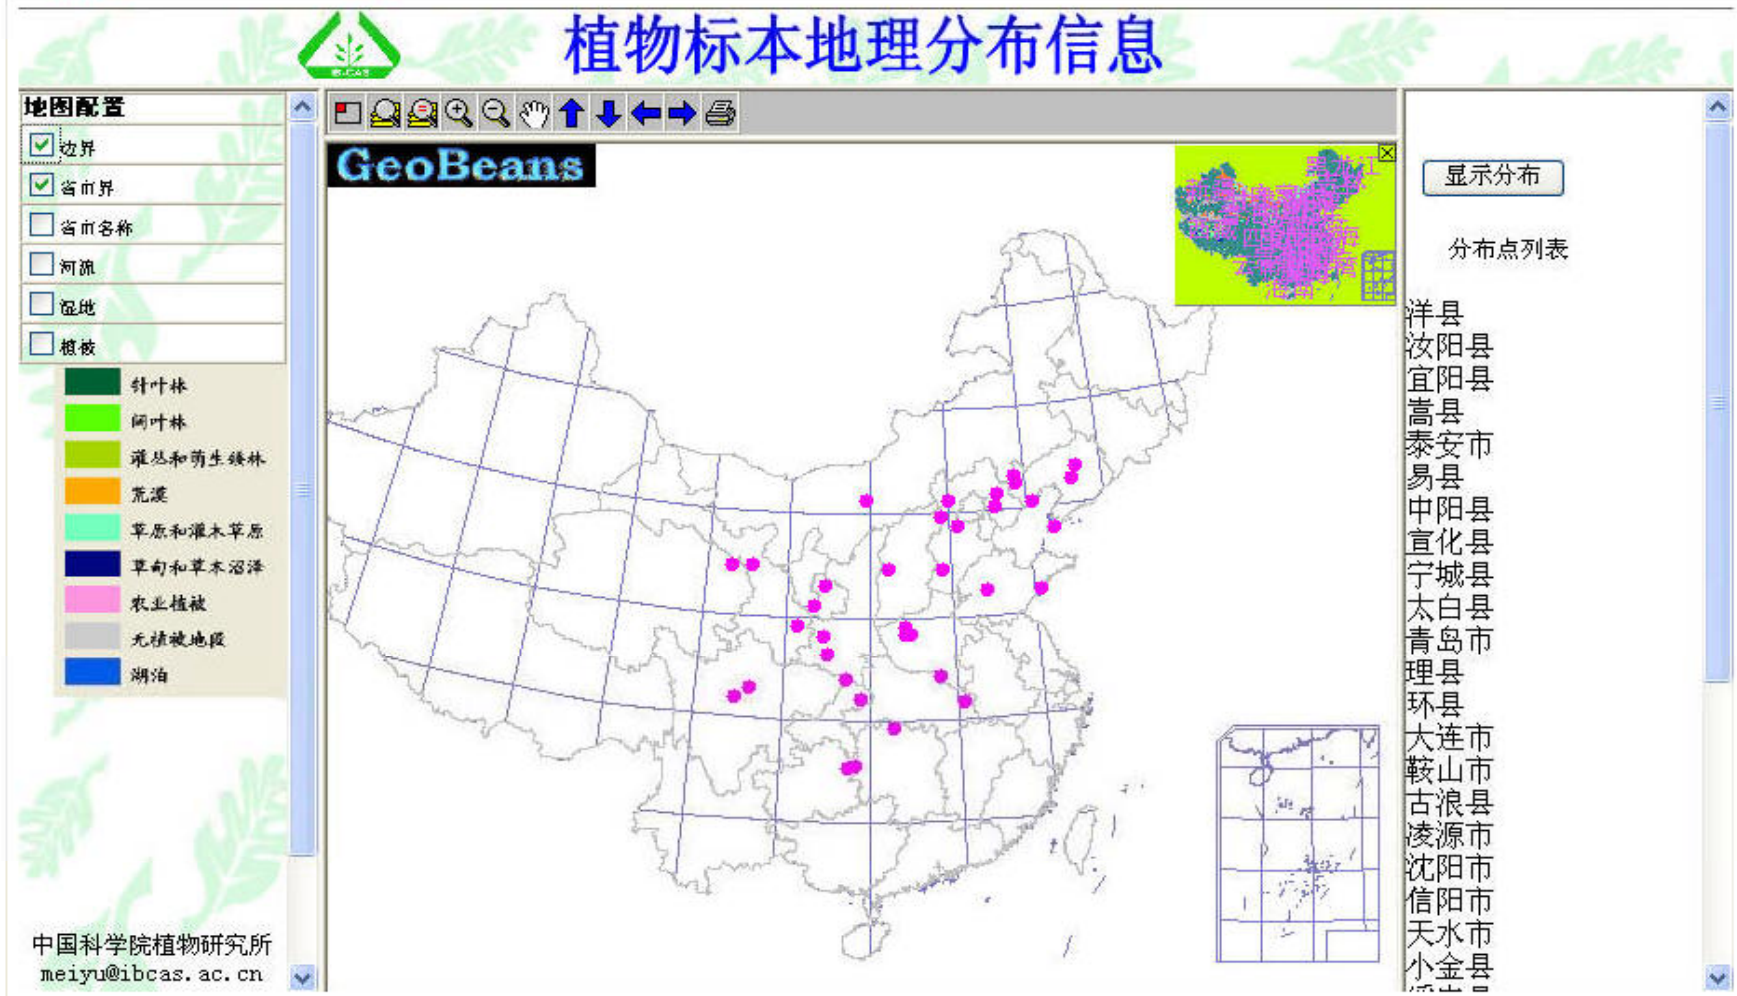 植物标本地理分布信息
IB-CAS
地图配置
边界
省市界
省市名称
河流
湿地
植被
针叶林
阔叶林
灌丛和萌生矮林
荒漠
草原和灌木草原
草甸和草本沼泽
农业植被
无植被地段
湖泊
中国科学院植物研究所
meiyu@ibcas.ac.cn
GeoBeans
显示分布
分布点列表
洋县
汝阳县
宜阳县
嵩县
泰安市
易县
中阳县
宣化县
宁城县
太白县
青岛市
理县
环县
大连市
鞍山市
古浪县
凌源市
沈阳市
信阳市
天水市
小金县